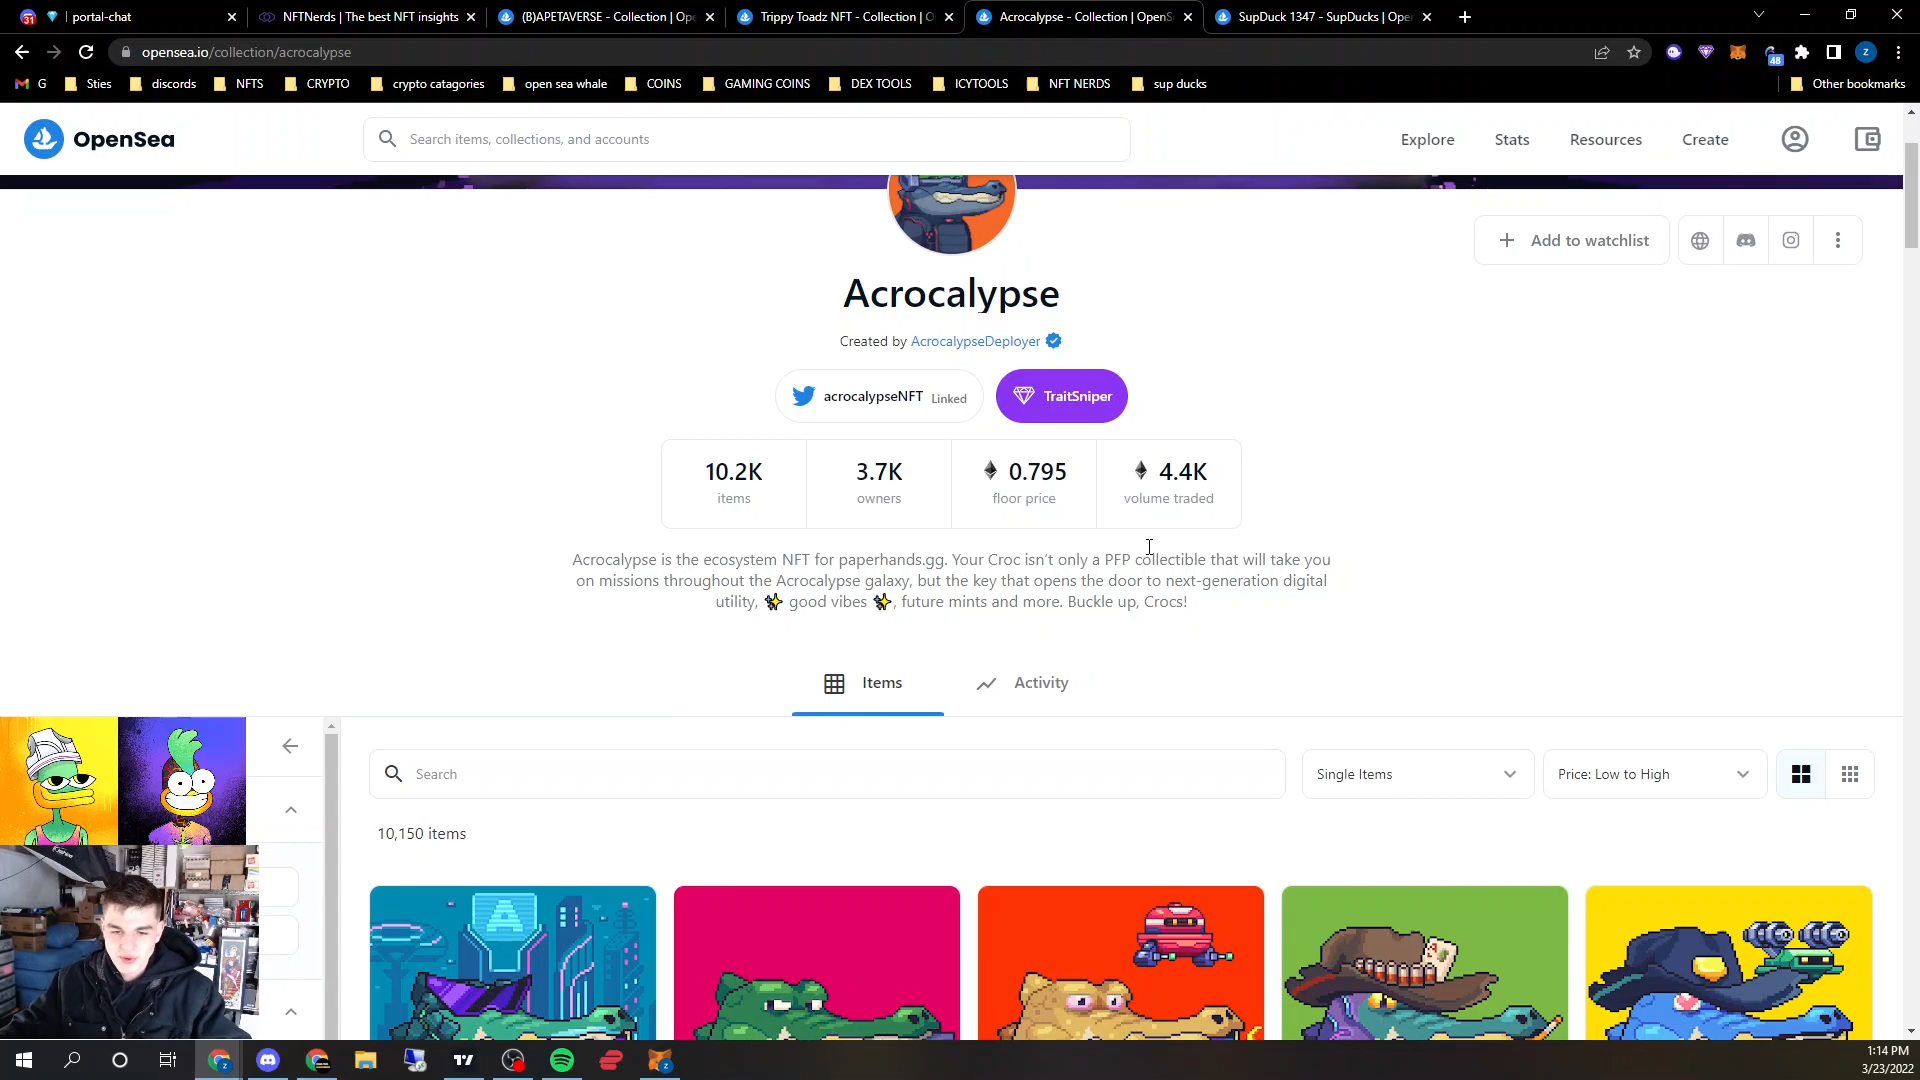 31 portal-chat
NFTNerds | The best NFT insights
(B)APETAVERSE - Collection | Ope
Trippy Toadz NFT - Collection | O
Acrocalypse - Collection | OpenS
SupDuck 1347 - SupDucks | Ope
opensea.io/collection/acrocalypse
48
z
G
Sties
discords
NFTS
CRYPTO
crypto catagories
open sea whale
COINS
GAMING COINS
DEX TOOLS
ICYTOOLS
NFT NERDS
sup ducks
Other bookmarks
OpenSea
Search items, collections, and accounts
Explore
Stats
Resources
Create
Add to watchlist
Acrocalypse
Created by AcrocalypseDeployer
acrocalypseNFT Linked
TraitSniper
10.2K
3.7K
0.795
4.4K
items
owners
floor price
volume traded
Acrocalypse is the ecosystem NFT for paperhands.gg. Your Croc isn't only a PFP collectible that will take you
on missions throughout the Acrocalypse galaxy, but the key that opens the door to next-generation digital
utility, ✨ good vibes ✨, future mints and more. Buckle up, Crocs!
Items
Activity
Search
Single Items
Price: Low to High
10,150 items
1:14 PM
3/23/2022